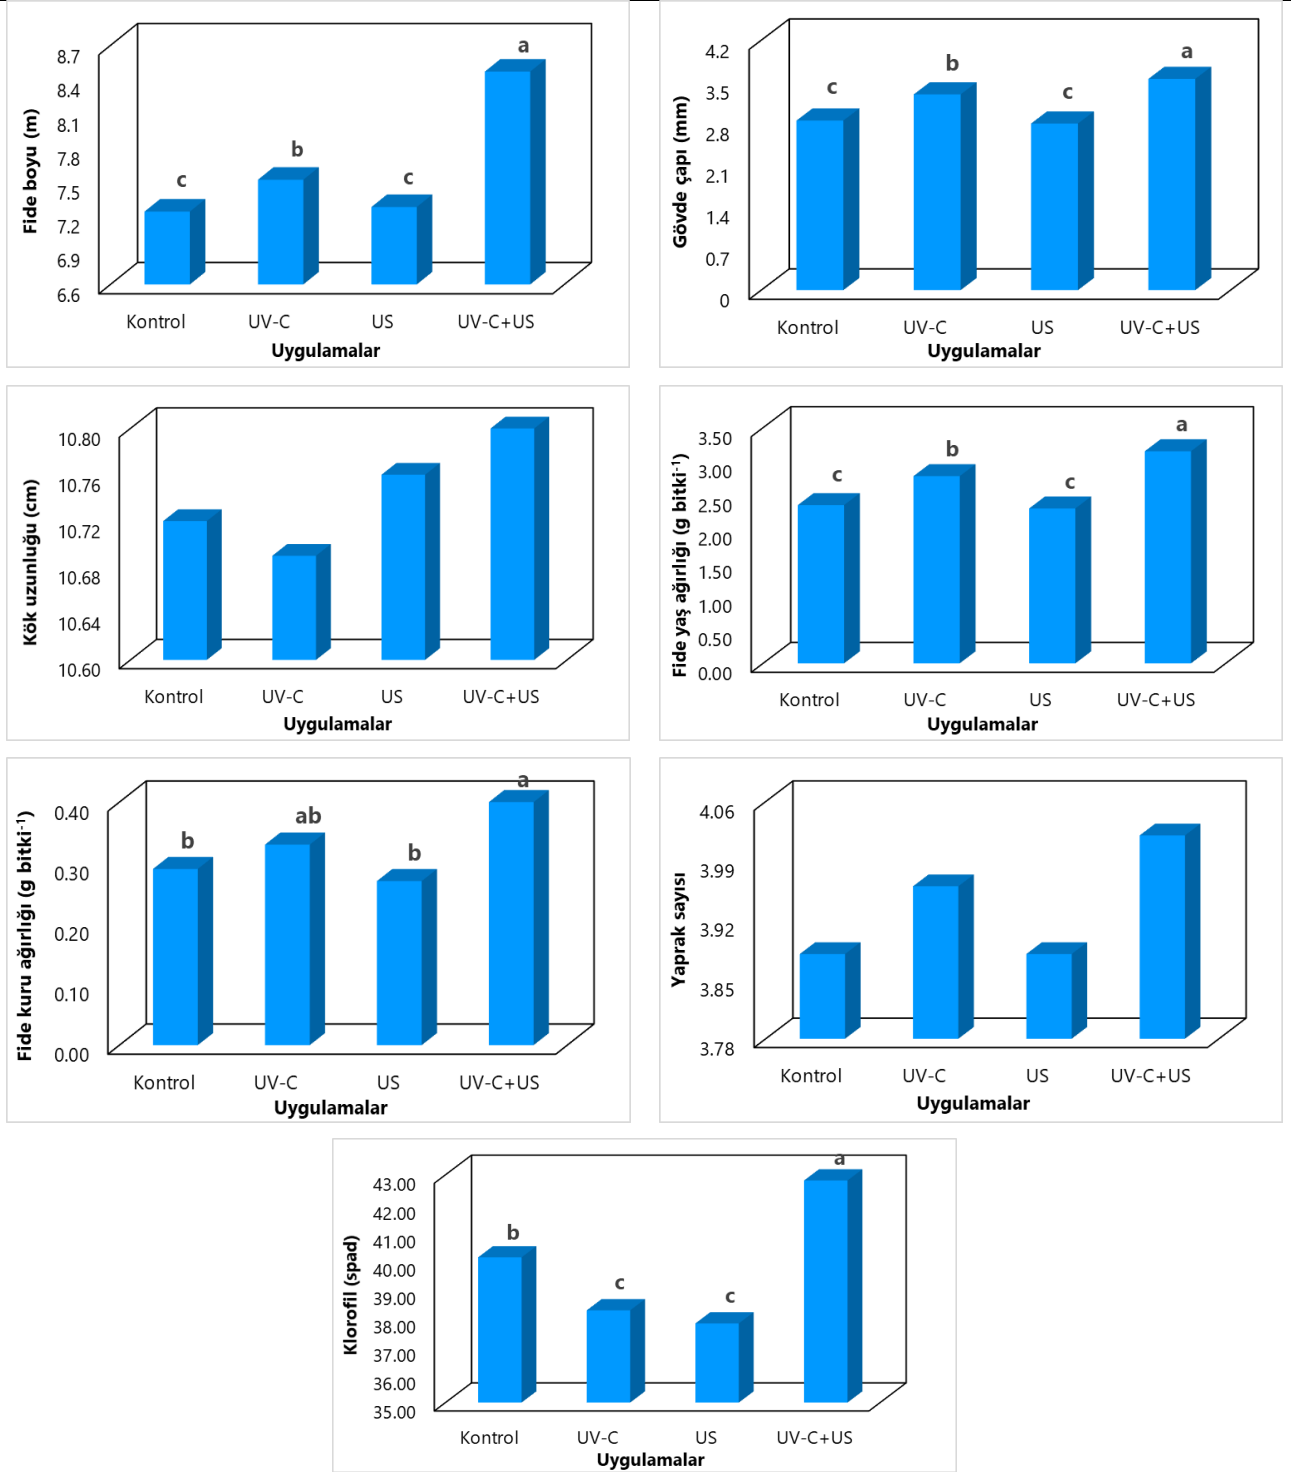 Fide boyu (m)
8.7
8.4
8.1
7.8
7.5
7.2
6.9
6.6
c
b
c
a
Kontrol UV-C US UV-C+US
Uygulamalar
Gövde çapı (mm)
4.2
3.5
2.8
2.1
1.4
0.7
0
c
b
c
a
Kontrol UV-C US UV-C+US
Uygulamalar
Kök uzunluğu (cm)
10.80
10.76
10.72
10.68
10.64
10.60
Kontrol UV-C US UV-C+US
Uygulamalar
Fide yaş ağırlığı (g bitki⁻¹)
3.50
3.00
2.50
2.00
1.50
1.00
0.50
0.00
c
b
c
a
Kontrol UV-C US UV-C+US
Uygulamalar
Fide kuru ağırlığı (g bitki⁻¹)
0.40
0.30
0.20
0.10
0.00
b
ab
b
a
Kontrol UV-C US UV-C+US
Uygulamalar
Yaprak sayısı
4.06
3.99
3.92
3.85
3.78
Kontrol UV-C US UV-C+US
Uygulamalar
Klorofil (spad)
43.00
42.00
41.00
40.00
39.00
38.00
37.00
36.00
35.00
b
c
c
a
Kontrol UV-C US UV-C+US
Uygulamalar